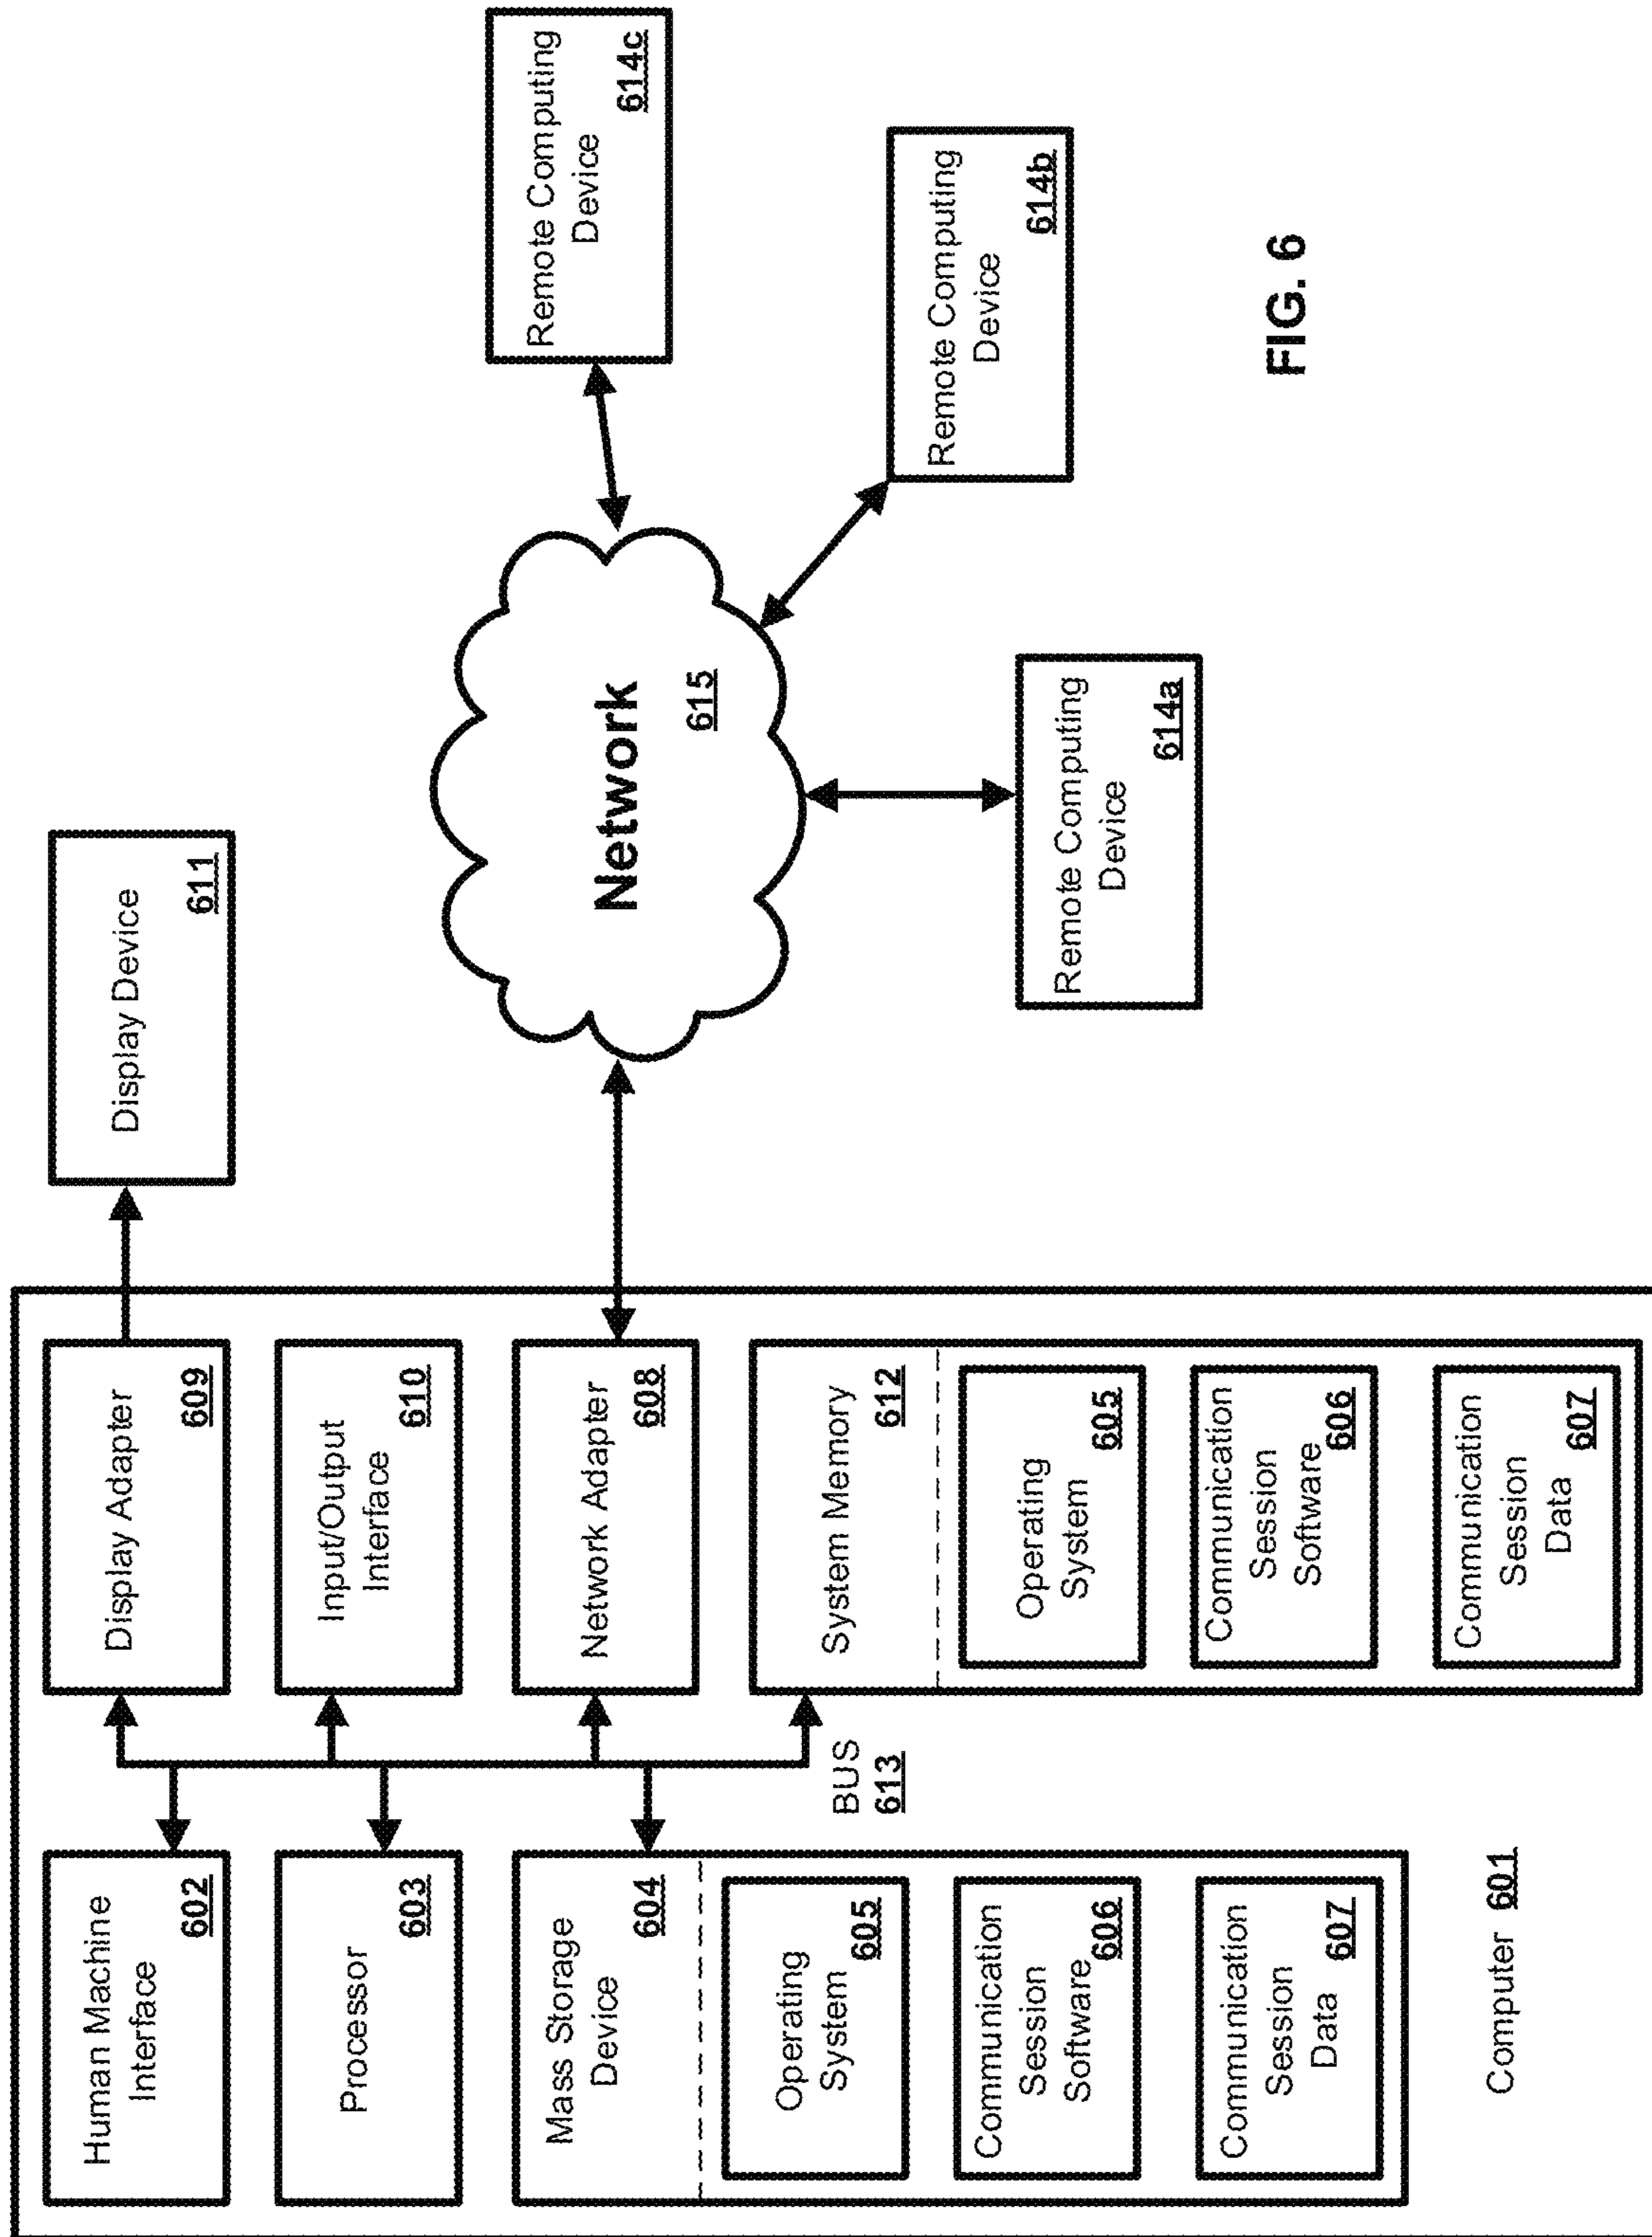 Human Machine
Interface
602
Processor
603
Mass Storage
Device
604
Operating
System
605
Communication
Session
Software
606
Communication
Session
Data
607
Computer 601
BUS
613
Display Adapter
609
Input/Output
Interface
610
Network Adapter
608
System Memory
612
Operating
System
605
Communication
Session
Software
606
Communication
Session
Data
607
Display Device
611
Network
615
Remote Computing
Device
614a
Remote Computing
Device
614b
Remote Computing
Device
614c
FIG. 6